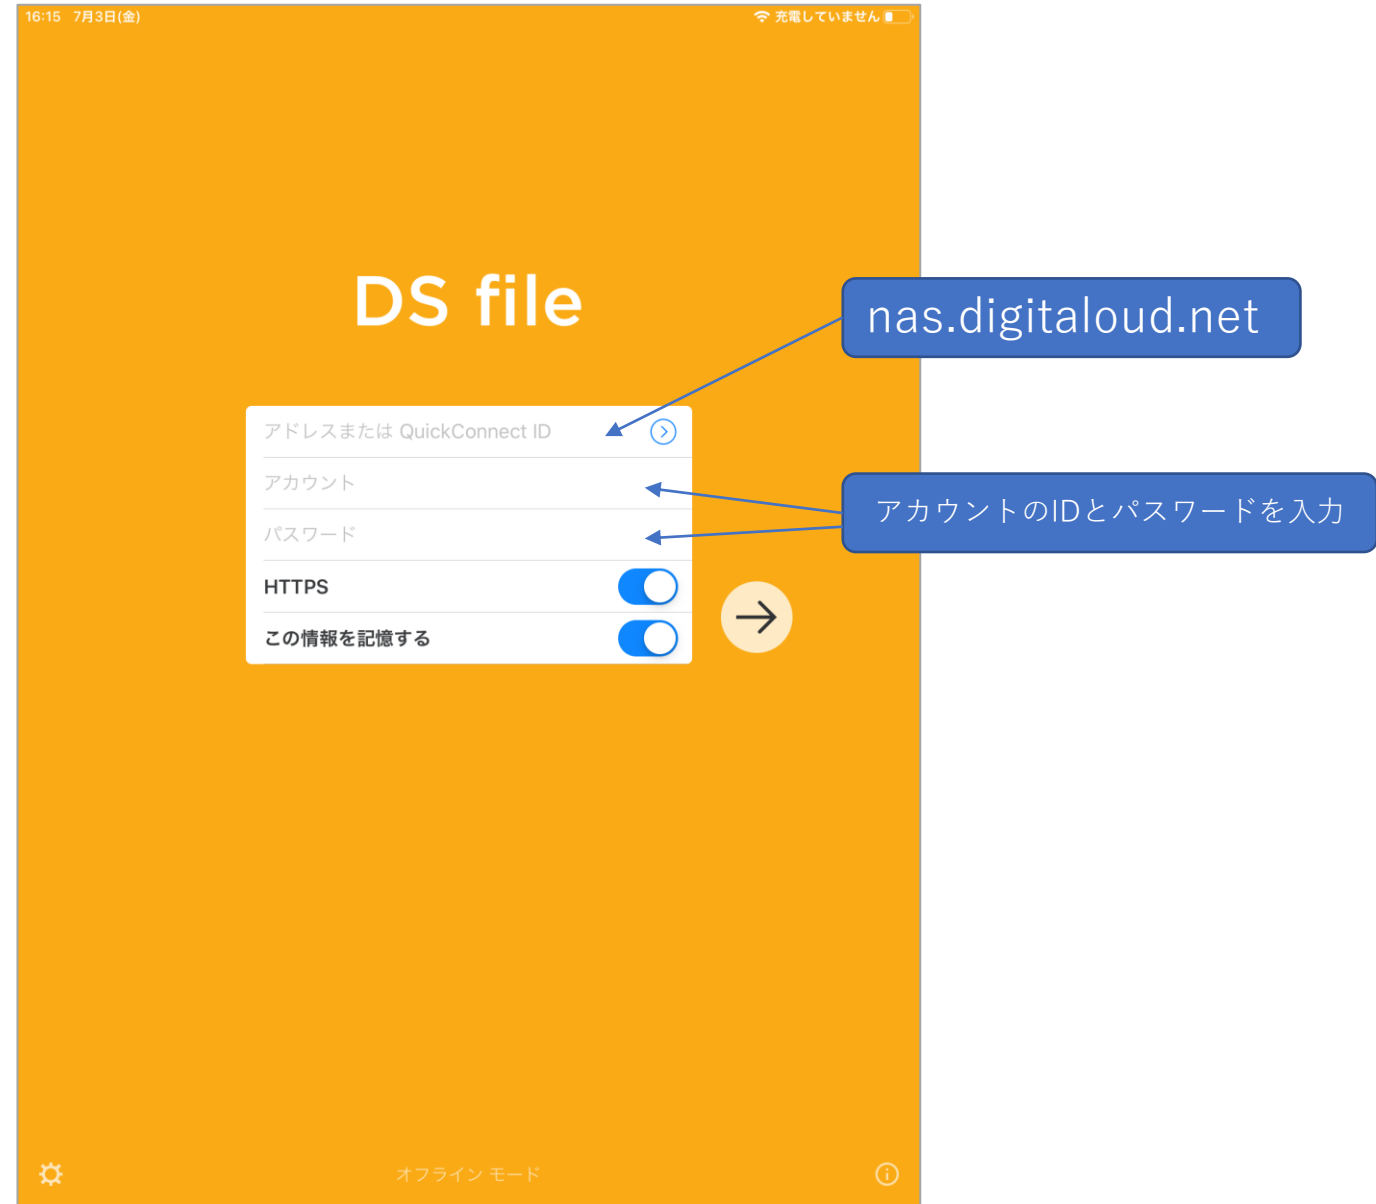 16:15 7月3日(金) 充電していません
DS file
nas.digitaloud.net
アドレスまたは QuickConnect ID
アカウント
アカウントのIDとパスワードを入力
パスワード
HTTPS
この情報を記憶する
オフライン モード